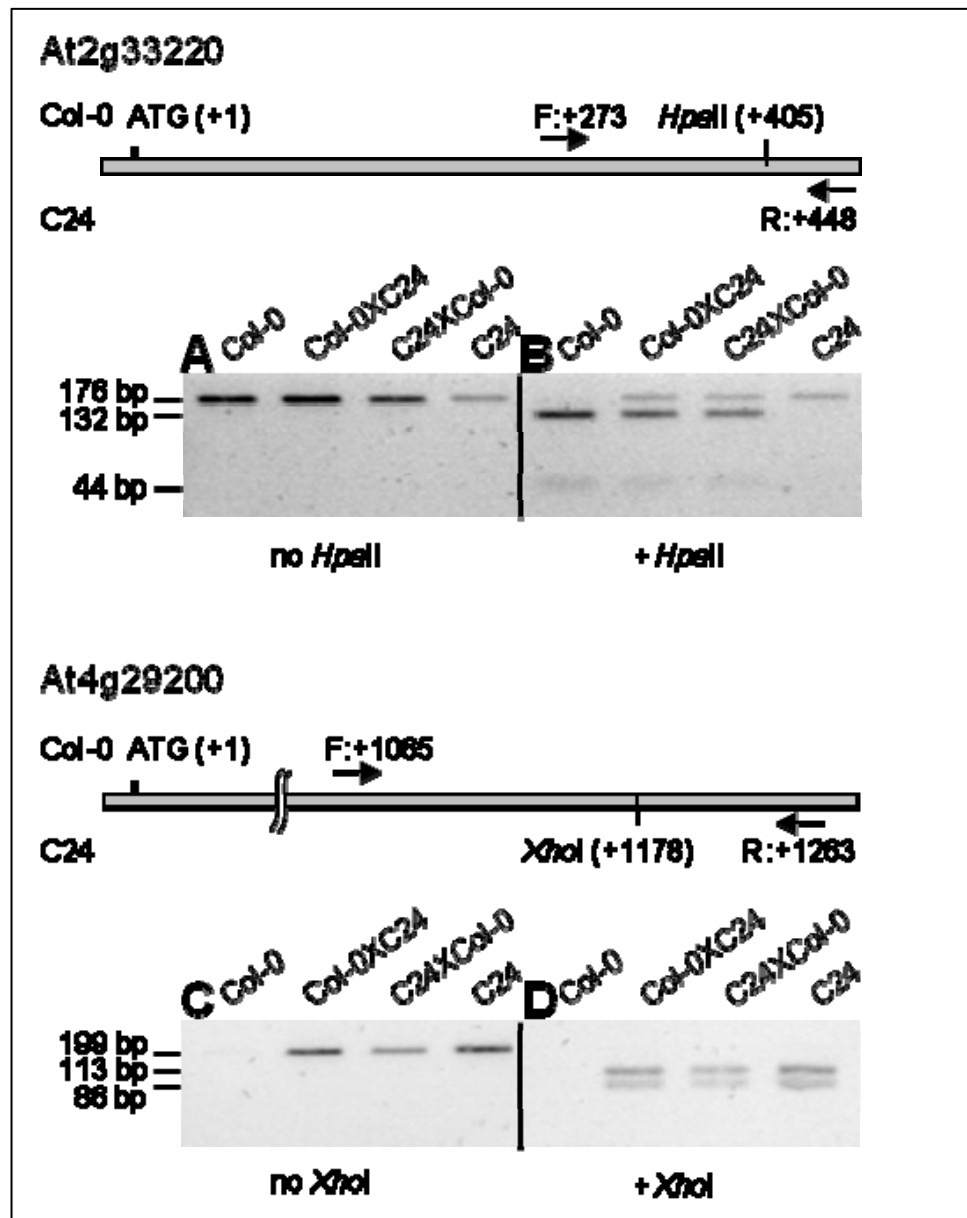 At2g33220
Col-0 ATG (+1) F:+273 HpaII (+405)
C24 R:+448
A Col-0 Col-0XC24 C24XCol-0 C24 B Col-0 Col-0XC24 C24XCol-0 C24
176 bp
132 bp
44 bp
no HpaII + HpaII
At4g29200
Col-0 ATG (+1) F:+1065
C24 XhoI (+1178) R:+1263
C Col-0 Col-0XC24 C24XCol-0 C24 D Col-0 Col-0XC24 C24XCol-0 C24
199 bp
113 bp
86 bp
no XhoI + XhoI